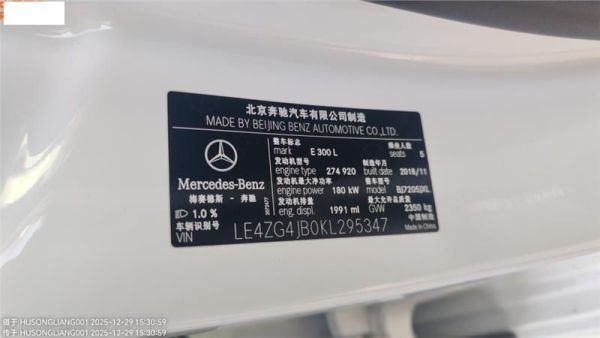 北京奔驰汽车有限公司制造
MADE BY BEIJING BENZ AUTOMOTIVE CO.,LTD.
整车标志 乘坐人数
mark E 300 L seats 5
发动机型号 制造年月
engine type 274 920 built date 2018/11
发动机最大净功率 整车型号
engine power 180 kW model BJ7205JXL
发动机排量 最大允许总质量
eng. displ. 1991 ml GVW 2350 kg
Mercedes-Benz
梅赛德斯-奔驰
1.0 % 中国制造
车辆识别号 Made in China
VIN LE4ZG4JB0KL295347
摄于:HUSONGLIANG001 2025-12-29 15:30:59
传于:HUSONGLIANG001 2025-12-29 15:30:59